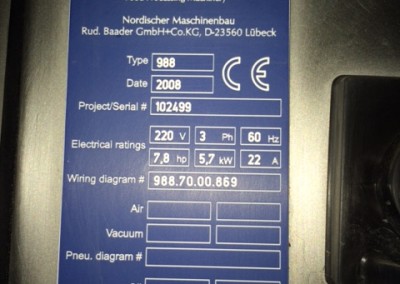 Nordischer Maschinenbau
Rud. Baader GmbH+Co.KG, D-23560 Lübeck
Type 988 CE
Date 2008
Project/Serial # 102499
220 V 3 Ph 60 Hz
Electrical ratings
7,8 hp 5,7 kW 22 A
Wiring diagram # 988.70.00.869
Air
Vacuum
Pneu. diagram #